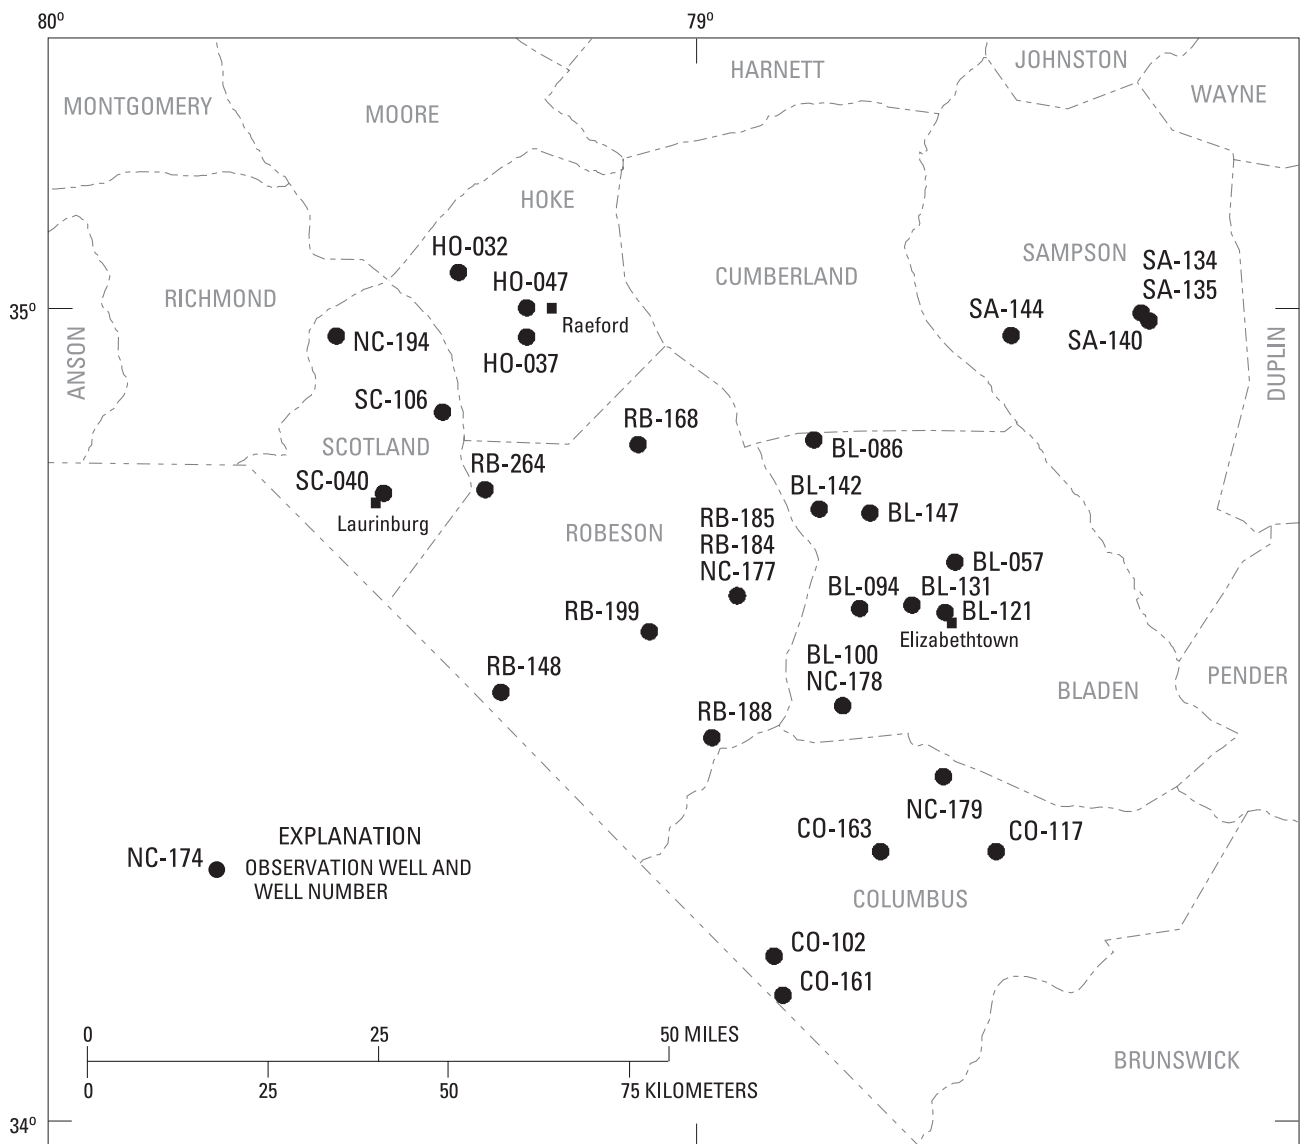 80º
79º
JOHNSTON
HARNETT
WAYNE
MONTGOMERY
MOORE
HOKE
HO-032
SAMPSON
SA-134
CUMBERLAND
HO-047
SA-135
RICHMOND
SA-144
35º
Raeford
NC-194
SA-140
HO-037
ANSON
DUPLIN
SC-106
RB-168
SCOTLAND
BL-086
RB-264
SC-040
BL-142
Laurinburg
BL-147
RB-185
ROBESON
RB-184
BL-057
NC-177
BL-094
BL-131
RB-199
BL-121
Elizabethtown
BL-100
RB-148
NC-178
PENDER
BLADEN
RB-188
NC-179
CO-163
CO-117
EXPLANATION
NC-174
OBSERVATION WELL AND
WELL NUMBER
COLUMBUS
CO-102
CO-161
0 25 50 MILES
BRUNSWICK
0 25 50 75 KILOMETERS
34º